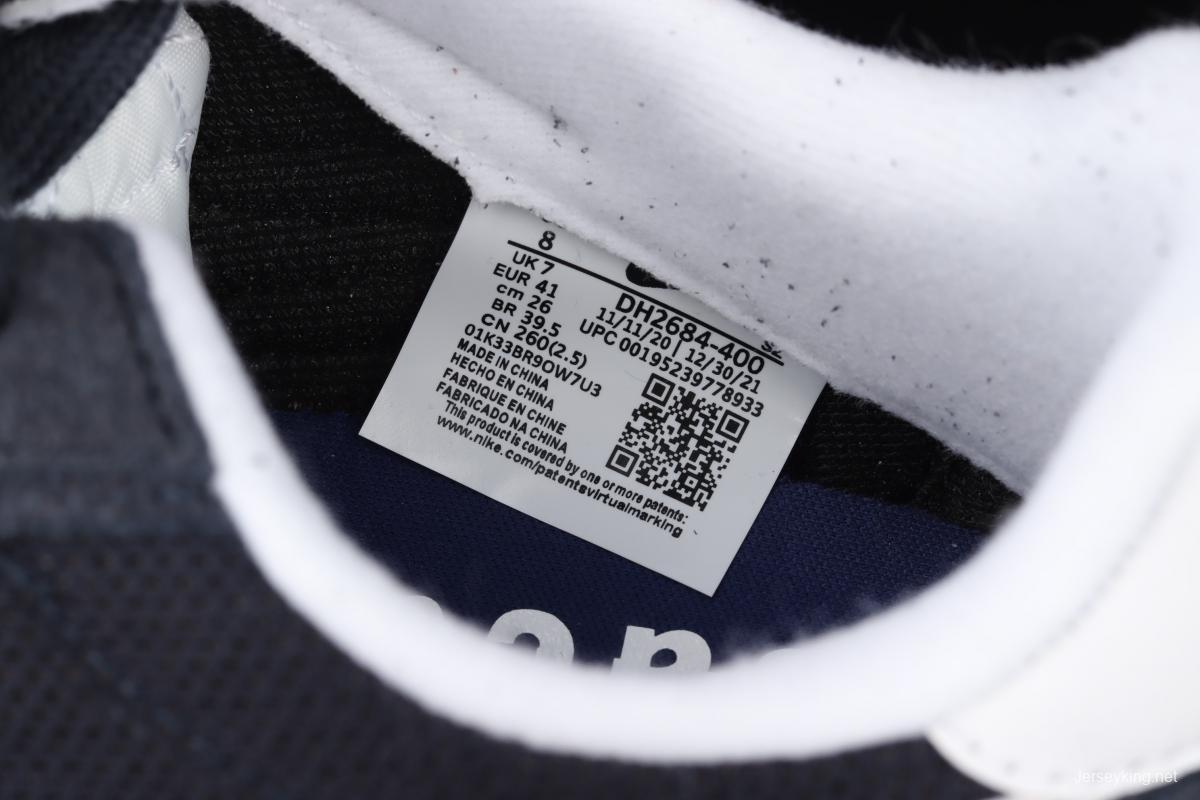 8
UK 7
EUR 41
cm 26
BR 39.5
CN 260(2.5)
01K33BR9OW7U3
MADE IN CHINA
HECHO EN CHINA
FABRIQUE EN CHINE
FABRICADO NA CHINA
This product is covered by one or more patents:
www.nike.com/patentsvirtualmarking
SZ
DH2684-400
11/11/20 | 12/30/21
UPC 00195239778933
Jerseyking.net